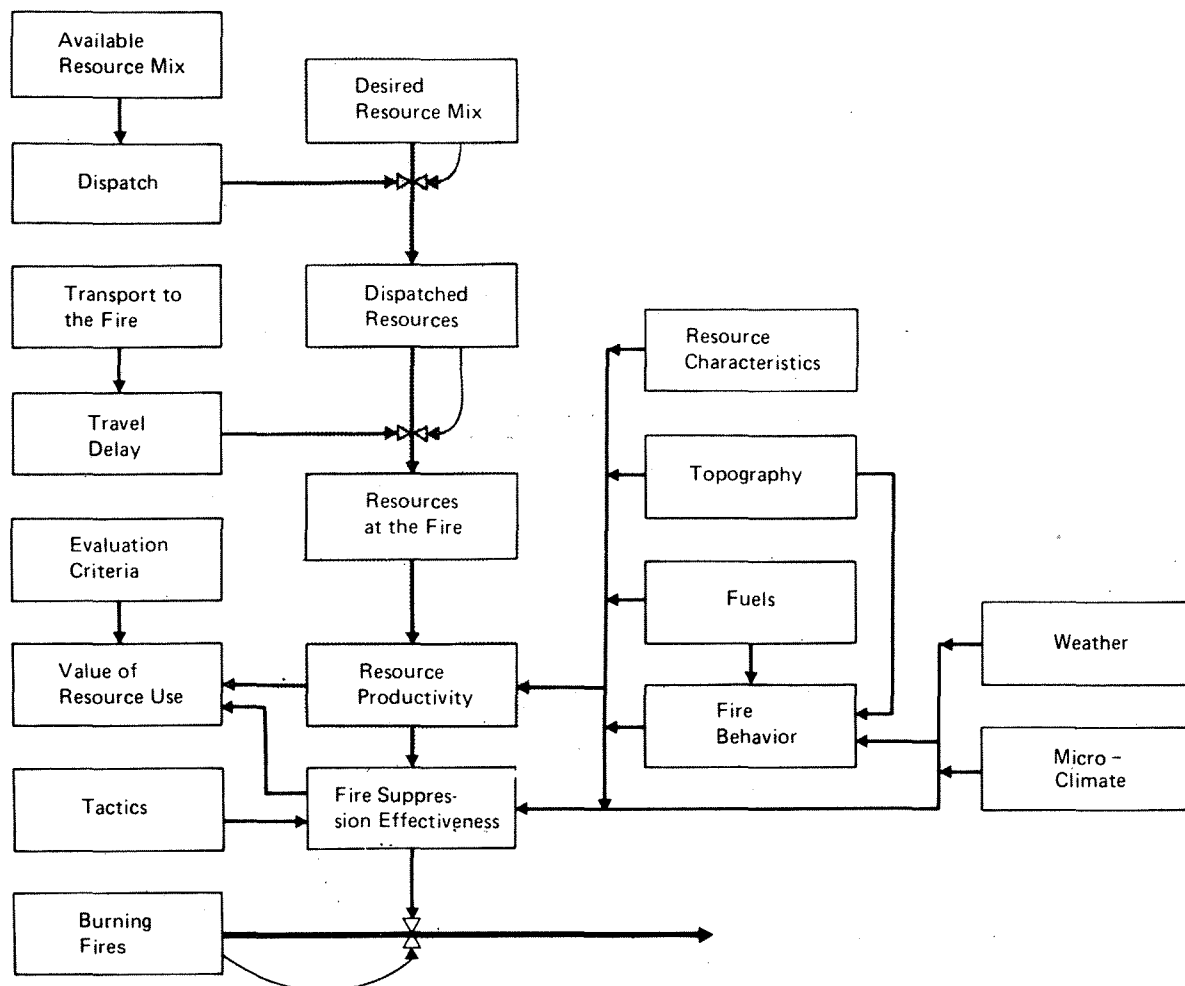 Available
Resource Mix
Desired
Resource Mix
Dispatch
Transport to
the Fire
Dispatched
Resources
Resource
Characteristics
Travel
Delay
Topography
Resources
at the Fire
Evaluation
Criteria
Fuels
Weather
Value of
Resource Use
Resource
Productivity
Fire
Behavior
Micro –
Climate
Tactics
Fire Suppres-
sion Effectiveness
Burning
Fires